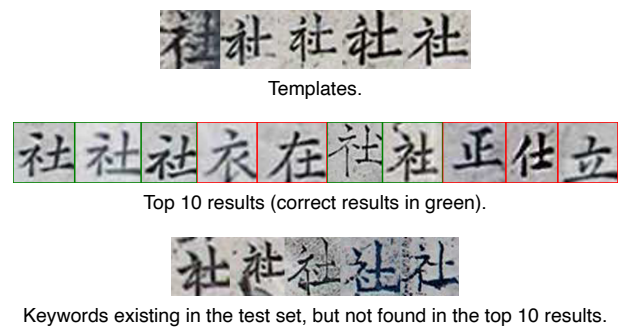 社社社社社
Templates.
社社社衣在社社正仕立
Top 10 results (correct results in green).
社社社社社
Keywords existing in the test set, but not found in the top 10 results.